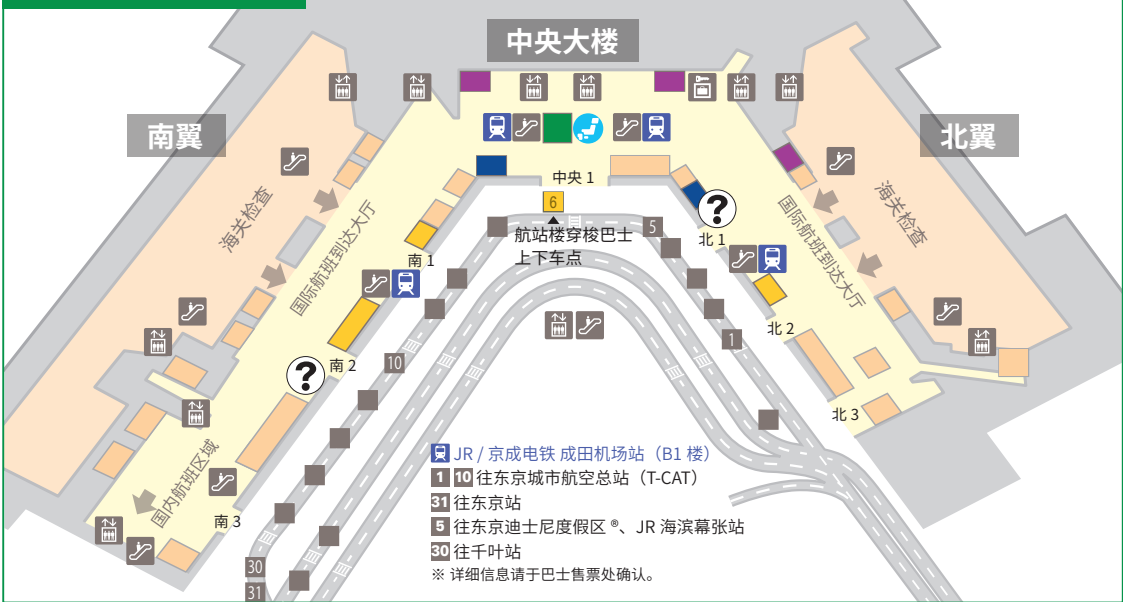 中央大楼
南翼
北翼
海关检查
国际航班到达大厅
中央 1
6
航站楼穿梭巴士
上下车点
5
?
北 1
国际航班到达大厅
海关检查
南 1
1
北 2
10
?
南 2
北 3
国内航班区域
南 3
30
31
JR / 京成电铁 成田机场站（B1 楼）
1 10 往东京城市航空总站（T-CAT）
31 往东京站
5 往东京迪士尼度假区 ®、JR 海滨幕张站
30 往千叶站
※ 详细信息请于巴士售票处确认。